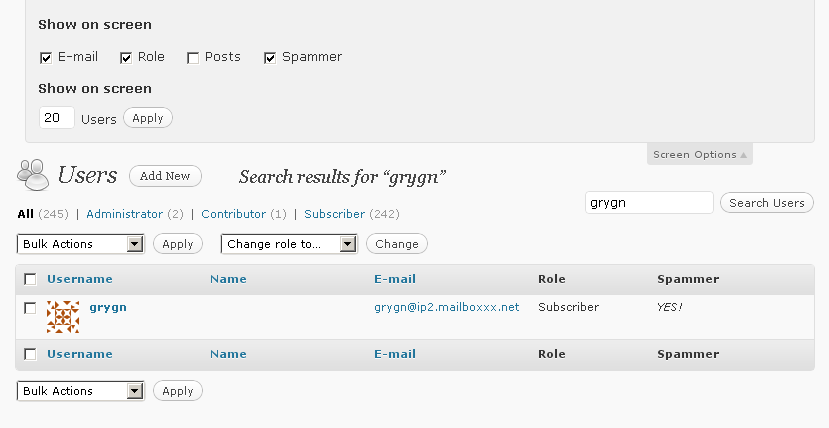 Show on screen
E-mail Role Posts Spammer
Show on screen
20 Users Apply
Screen Options
Users Add New Search results for “grygn”
grygn Search Users
All (245) | Administrator (2) | Contributor (1) | Subscriber (242)
Bulk Actions Apply Change role to... Change
Username Name E-mail Role Spammer
grygn grygn@ip2.mailboxxx.net Subscriber YES!
Username Name E-mail Role Spammer
Bulk Actions Apply